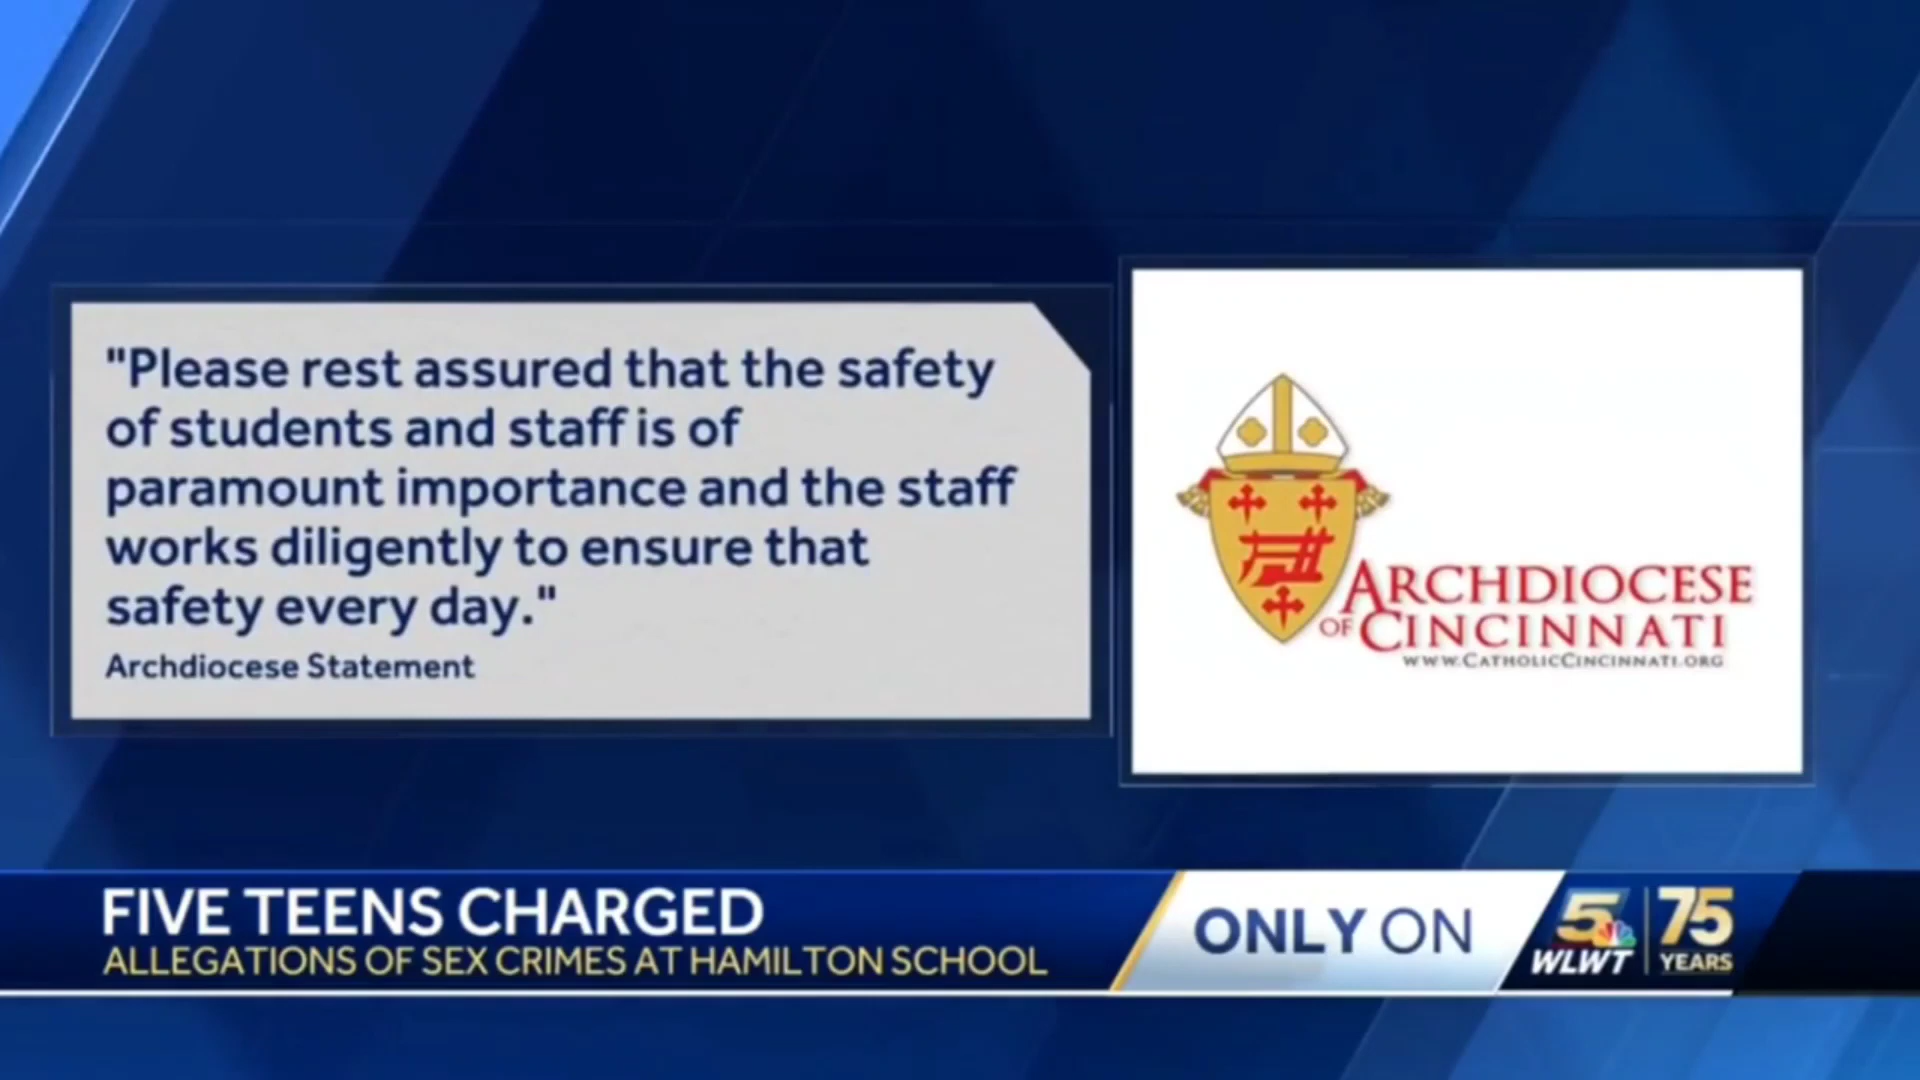 "Please rest assured that the safety
of students and staff is of
paramount importance and the staff
works diligently to ensure that
safety every day."
Archdiocese Statement
ARCHDIOCESE
OF CINCINNATI
WWW.CATHOLICCINCINNATI.ORG
FIVE TEENS CHARGED
ALLEGATIONS OF SEX CRIMES AT HAMILTON SCHOOL
ONLY ON
5
WLWT
75
YEARS